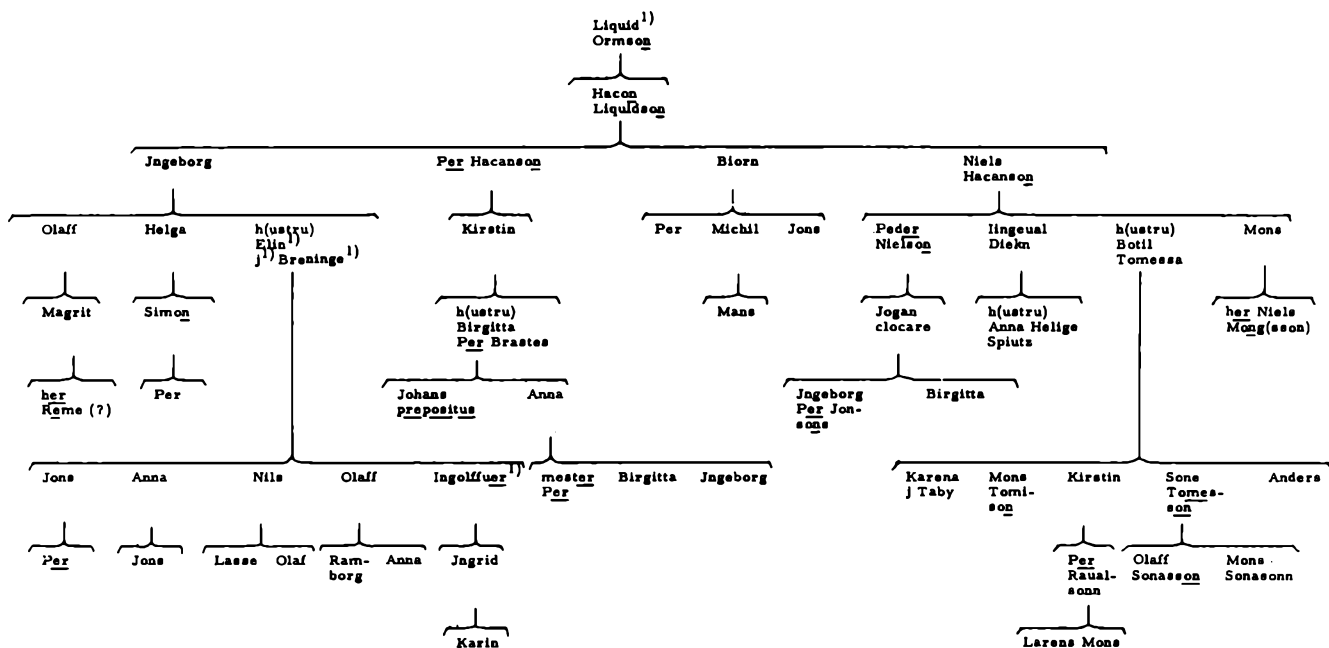 Liquid 1)
Ormson
Hacon
Liquidson
Jngeborg Per Hacanson Biorn Niels
Hacanson
Olaff Helga h(ustru) Kirstin Per Michil Jons Peder Iingeual h(ustru) Mons
Elin 1) Nielson Diekn Botil
j 1) Breninge 1) Tomessa
Magrit Simon h(ustru) Mans Jogan h(ustru) her Niels
Birgitta clocare Anna Helige Mong(sson)
Per Brastes Spiutz
her Per Johans Anna Jngeborg Birgitta
Reme (?) prepositus Per Jon-
sons
Jons Anna Nils Olaff Ingolffuer 1) mester Birgitta Jngeborg Karena Mons Kirstin Sone Anders
Per j Taby Tomi- Tomes-
son son
Per Jons Lasse Olaf Ram- Anna Jngrid Per Olaff Mons
borg Raual- Sonasson Sonasonn
sonn
Karin Larens Mons